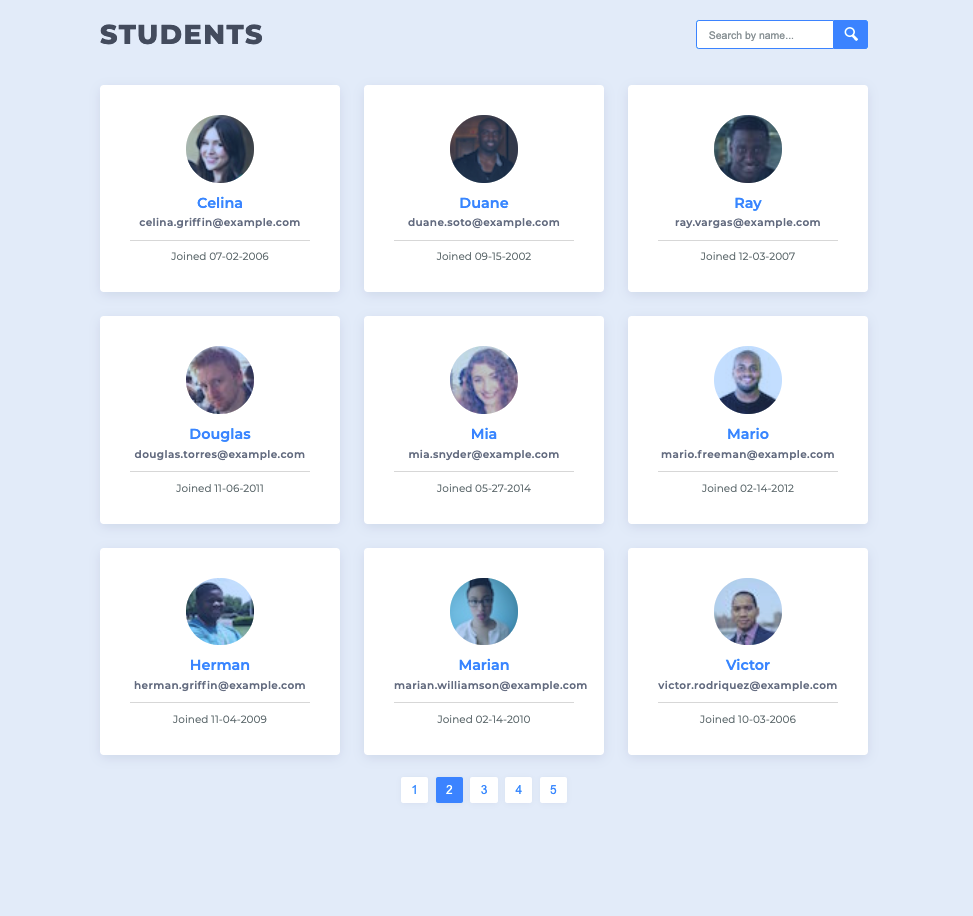 STUDENTS
Search by name...
Celina
celina.griffin@example.com
Joined 07-02-2006
Duane
duane.soto@example.com
Joined 09-15-2002
Ray
ray.vargas@example.com
Joined 12-03-2007
Douglas
douglas.torres@example.com
Joined 11-06-2011
Mia
mia.snyder@example.com
Joined 05-27-2014
Mario
mario.freeman@example.com
Joined 02-14-2012
Herman
herman.griffin@example.com
Joined 11-04-2009
Marian
marian.williamson@example.com
Joined 02-14-2010
Victor
victor.rodriquez@example.com
Joined 10-03-2006
1 2 3 4 5